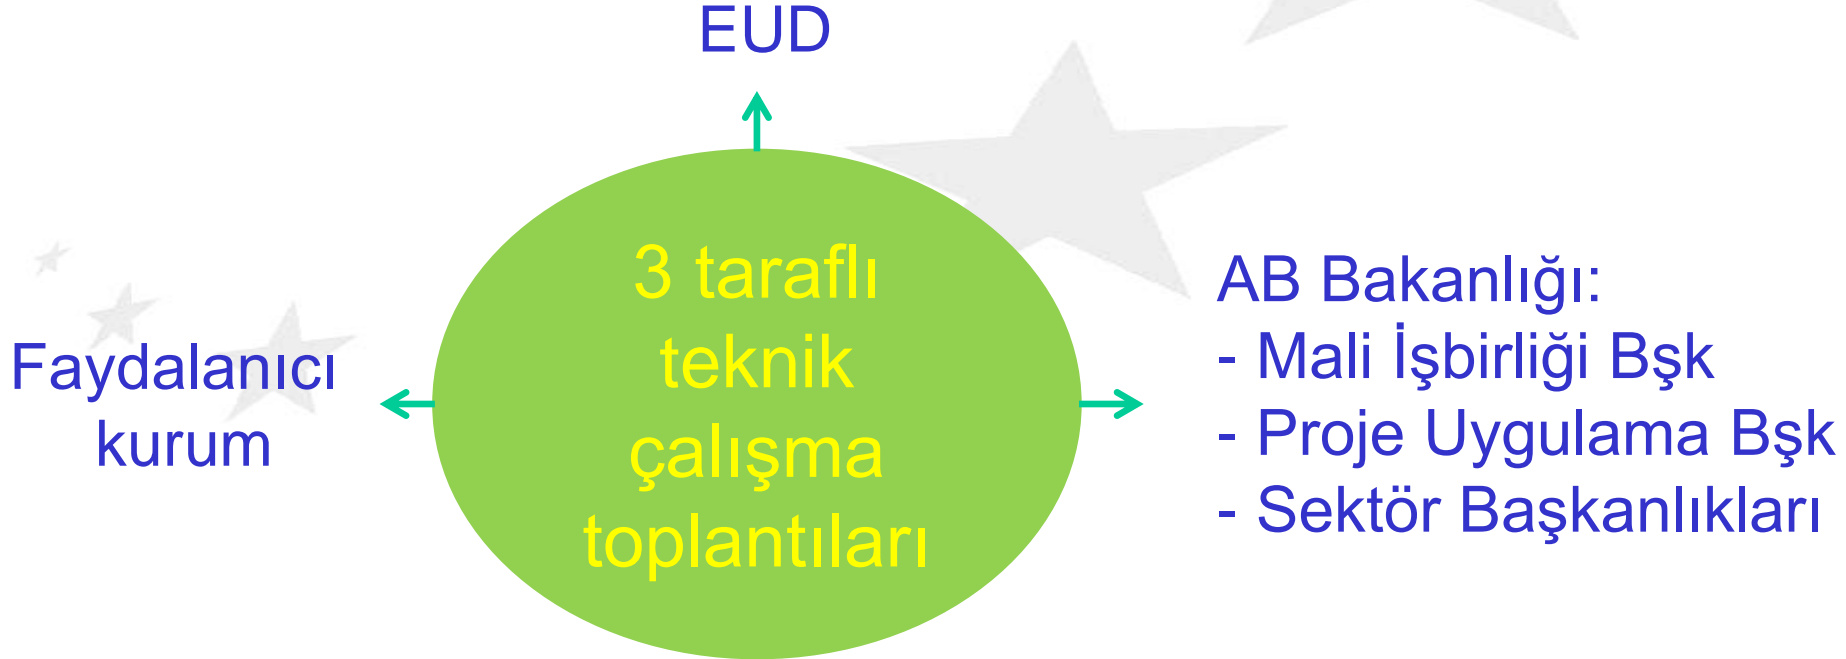 EUD
3 taraflı
teknik
çalışma
toplantıları
Faydalanıcı
kurum
AB Bakanlığı:
- Mali İşbirliği Bşk
- Proje Uygulama Bşk
- Sektör Başkanlıkları